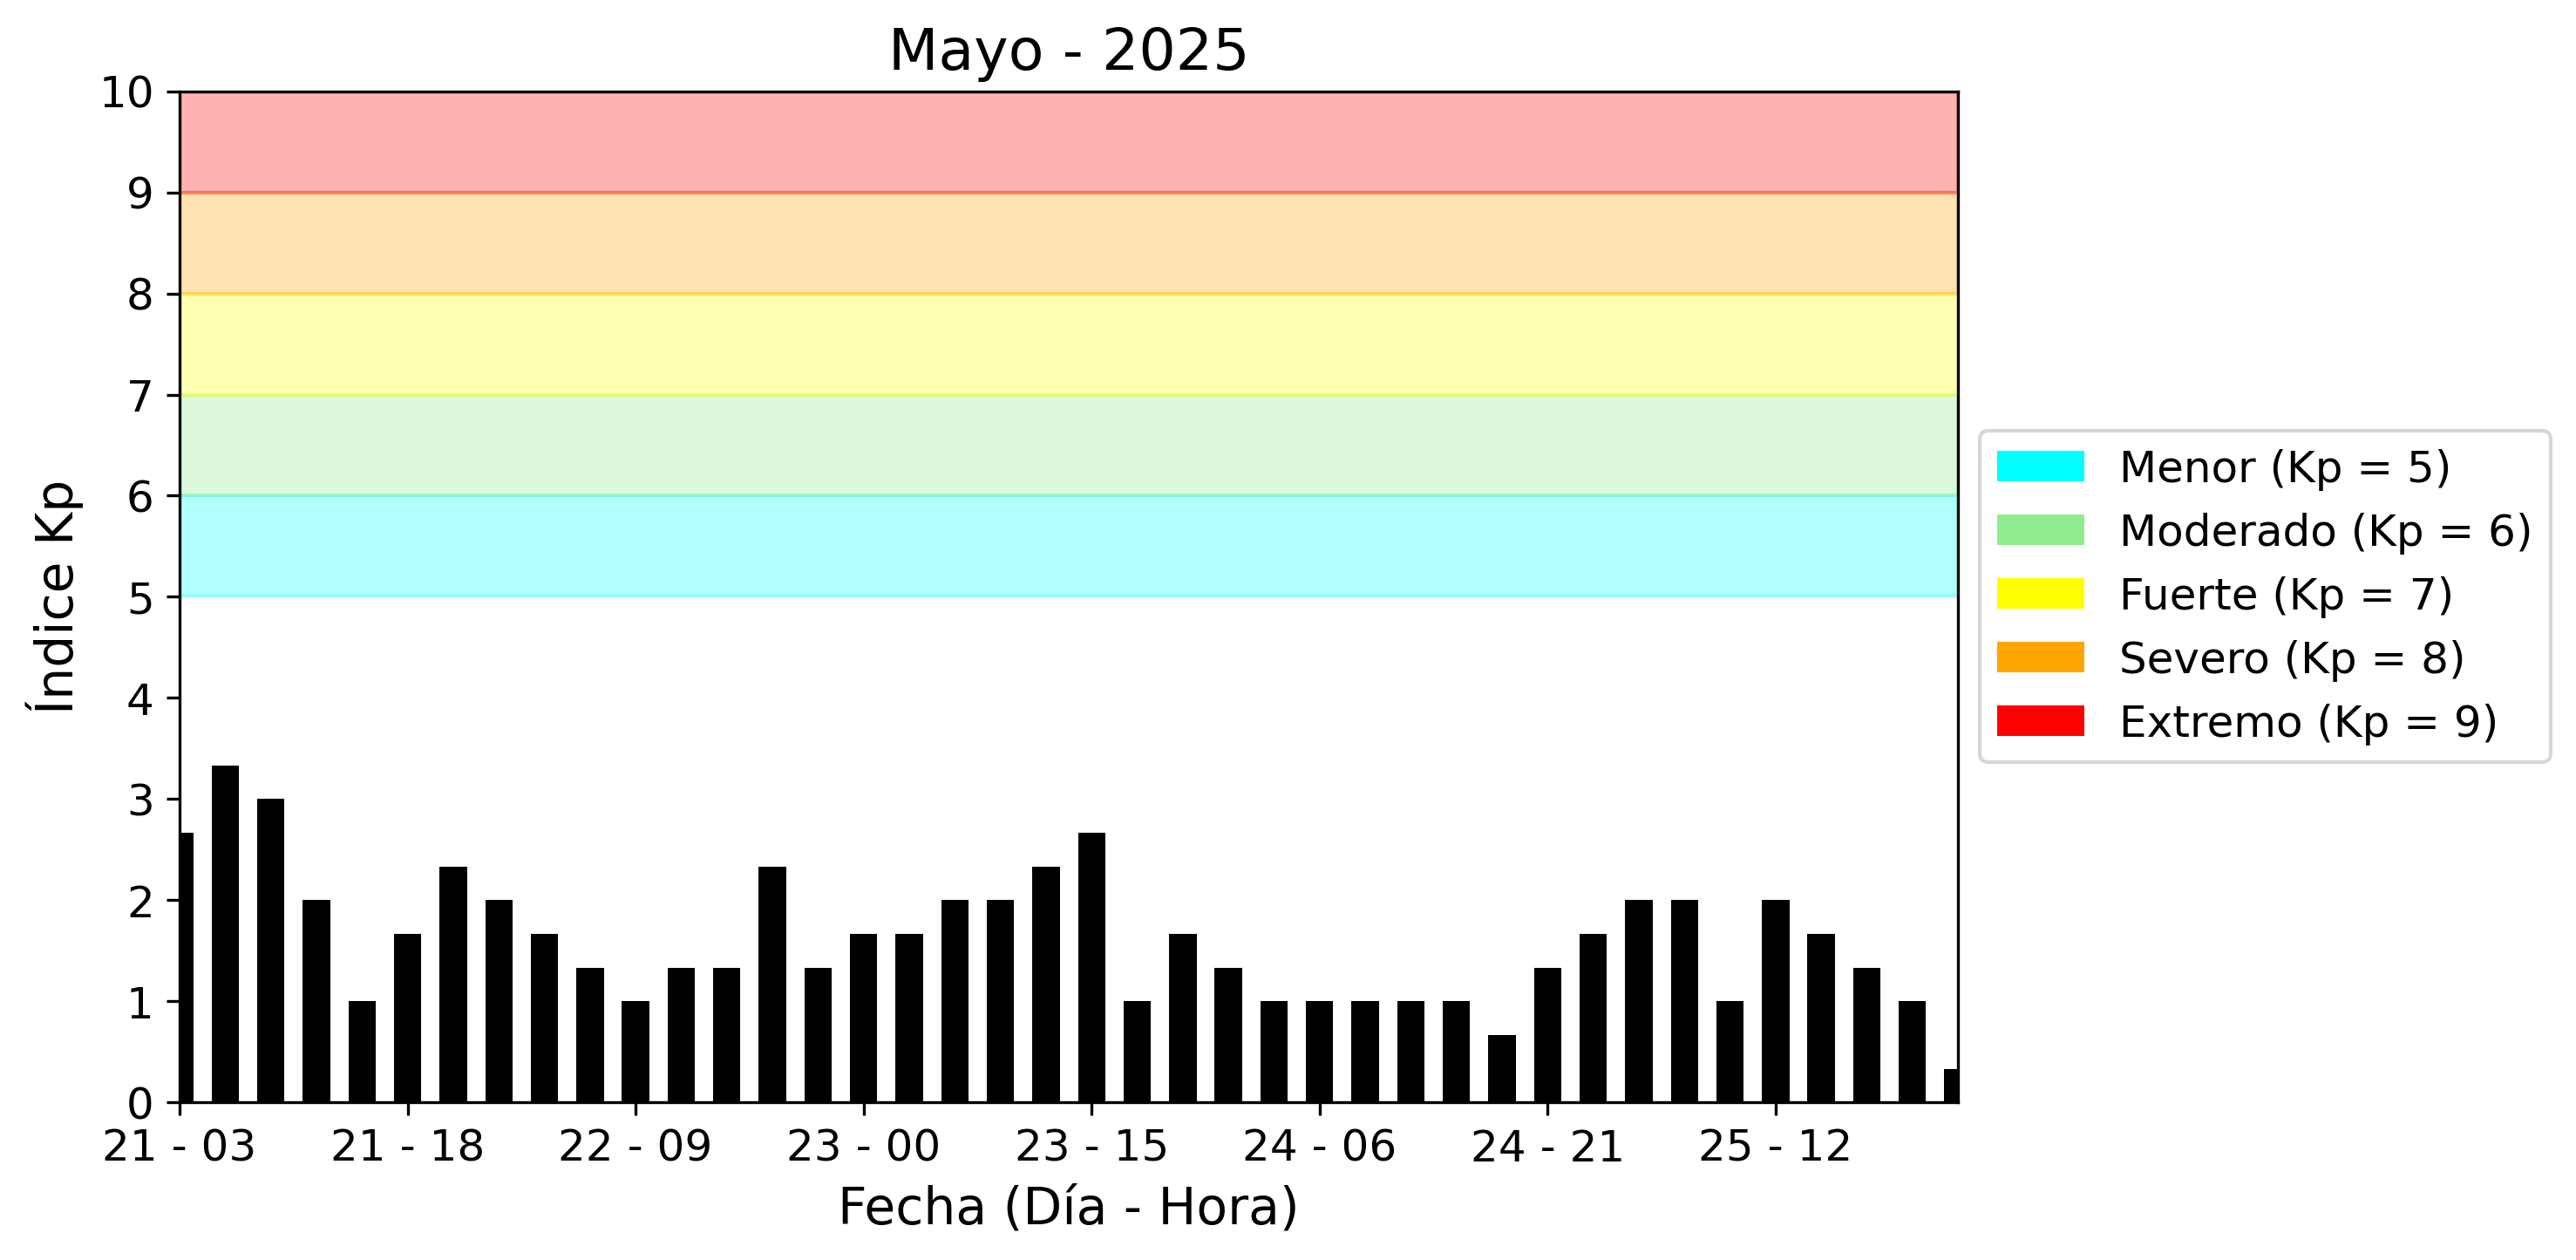 Mayo - 2025
10
9
8
7
6
5
4
3
2
1
0
Índice Kp
21 - 03
21 - 18
22 - 09
23 - 00
23 - 15
24 - 06
24 - 21
25 - 12
Fecha (Día - Hora)
Menor (Kp = 5)
Moderado (Kp = 6)
Fuerte (Kp = 7)
Severo (Kp = 8)
Extremo (Kp = 9)